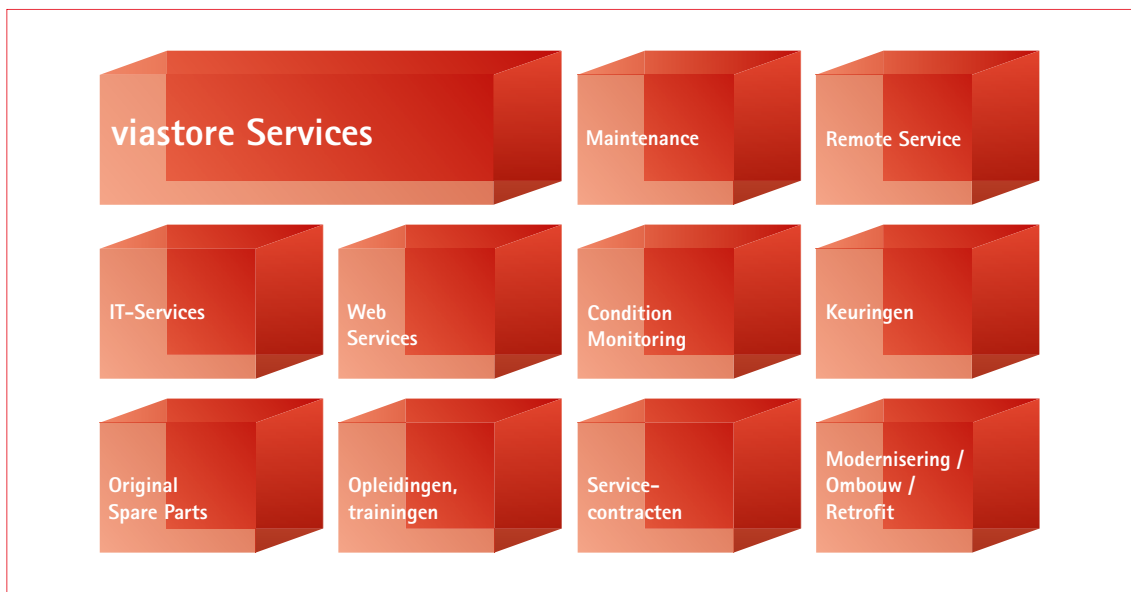 viastore Services
Maintenance
Remote Service
IT-Services
Web
Services
Condition
Monitoring
Keuringen
Original
Spare Parts
Opleidingen,
trainingen
Service-
contracten
Modernisering /
Ombouw /
Retrofit